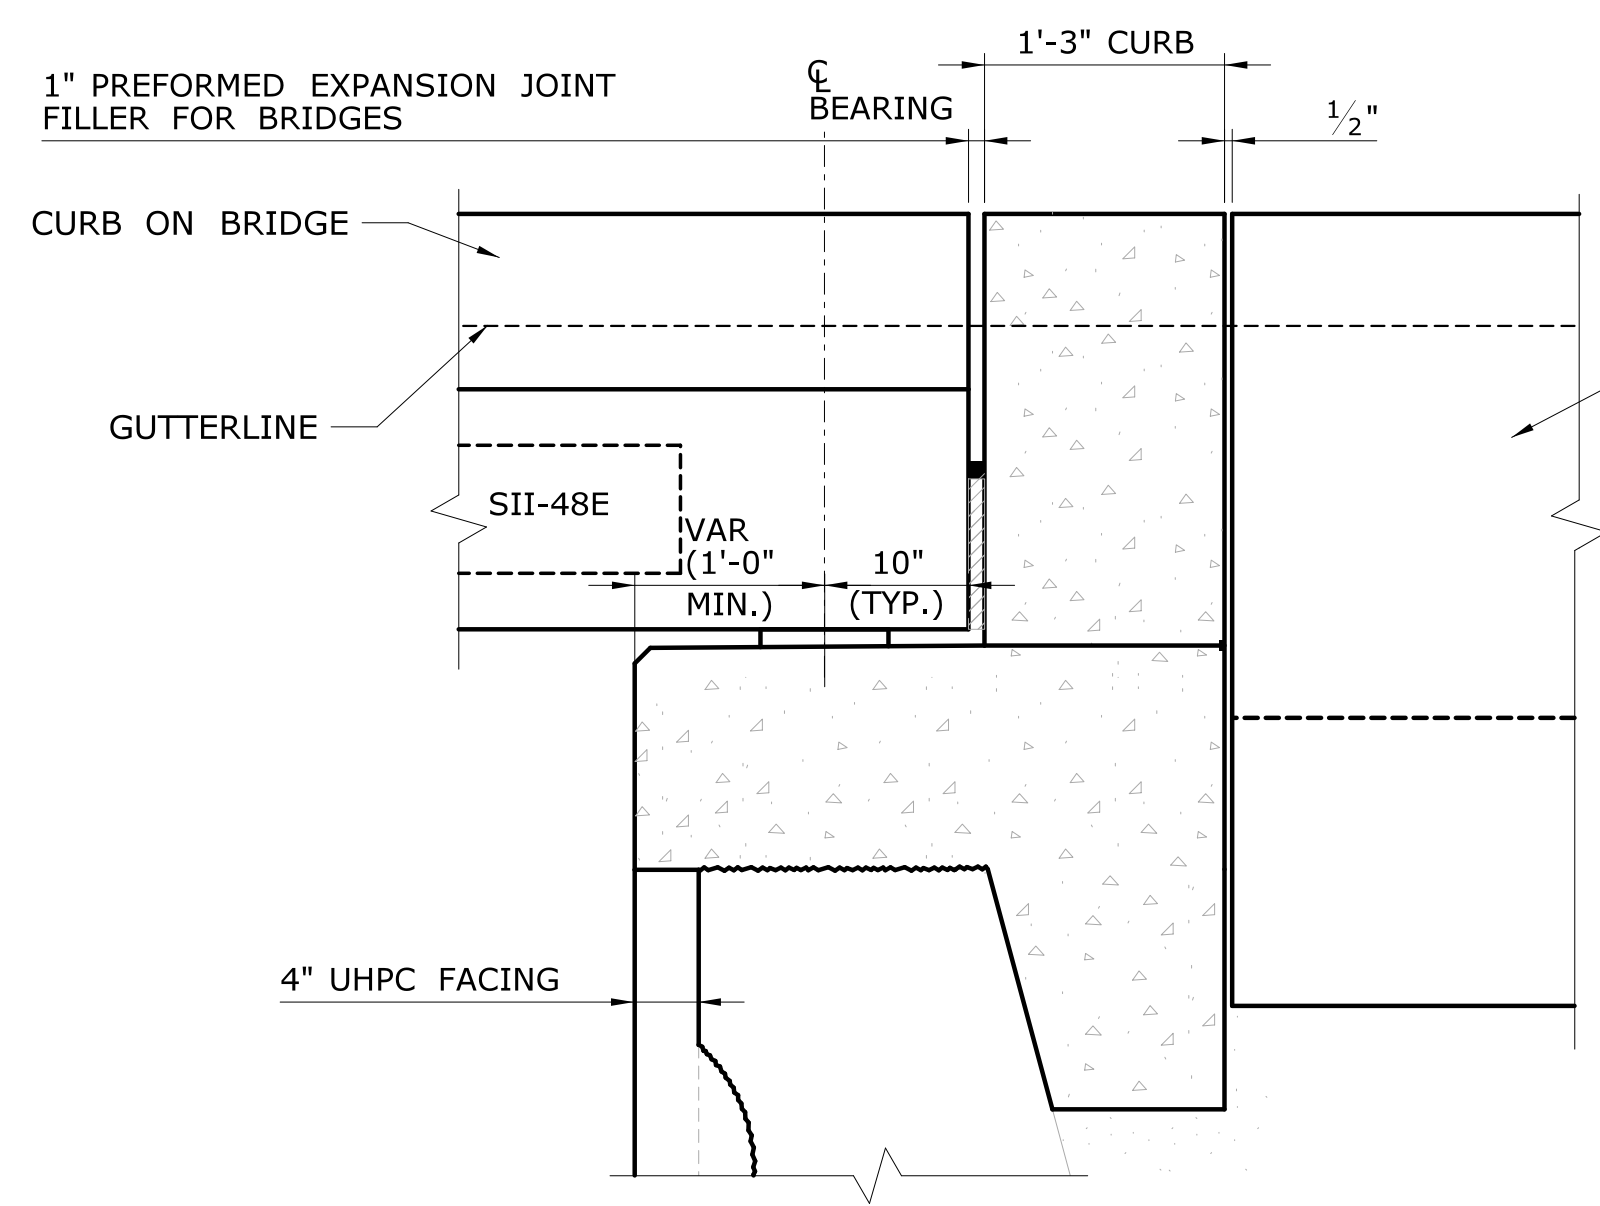 1'-3" CURB
1" PREFORMED EXPANSION JOINT
FILLER FOR BRIDGES
℄
BEARING
1/2"
CURB ON BRIDGE
GUTTERLINE
SII-48E
VAR
(1'-0"
MIN.)
10"
(TYP.)
4" UHPC FACING